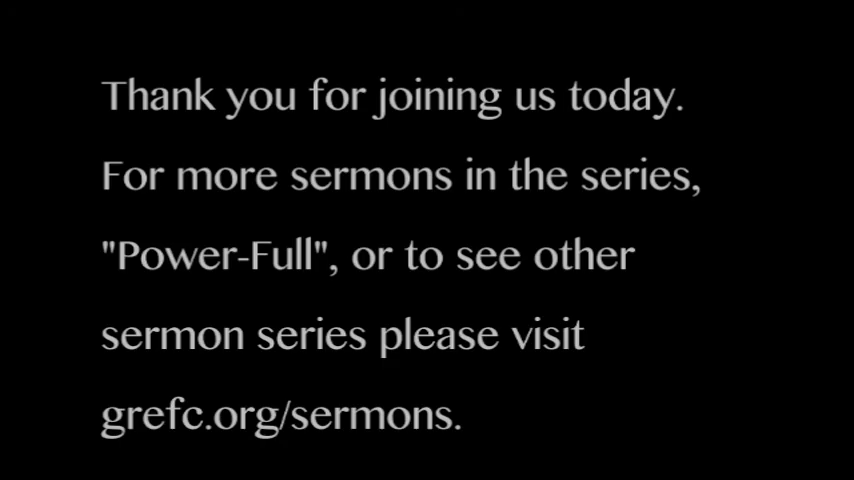 Thank you for joining us today.
For more sermons in the series,
"Power-Full", or to see other
sermon series please visit
grefc.org/sermons.